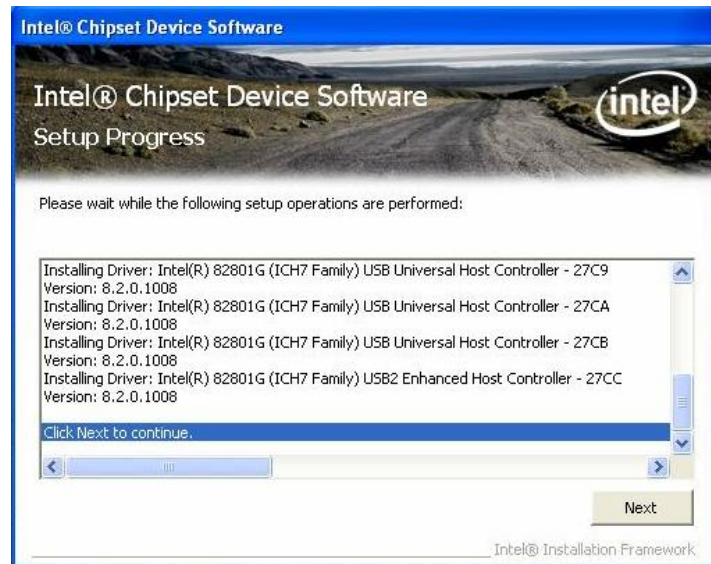 Intel® Chipset Device Software
Intel® Chipset Device Software
intel
Setup Progress
Please wait while the following setup operations are performed:
Installing Driver: Intel(R) 82801G (ICH7 Family) USB Universal Host Controller - 27C9
Version: 8.2.0.1008
Installing Driver: Intel(R) 82801G (ICH7 Family) USB Universal Host Controller - 27CA
Version: 8.2.0.1008
Installing Driver: Intel(R) 82801G (ICH7 Family) USB Universal Host Controller - 27CB
Version: 8.2.0.1008
Installing Driver: Intel(R) 82801G (ICH7 Family) USB2 Enhanced Host Controller - 27CC
Version: 8.2.0.1008
Click Next to continue.
Next
Intel® Installation Framework